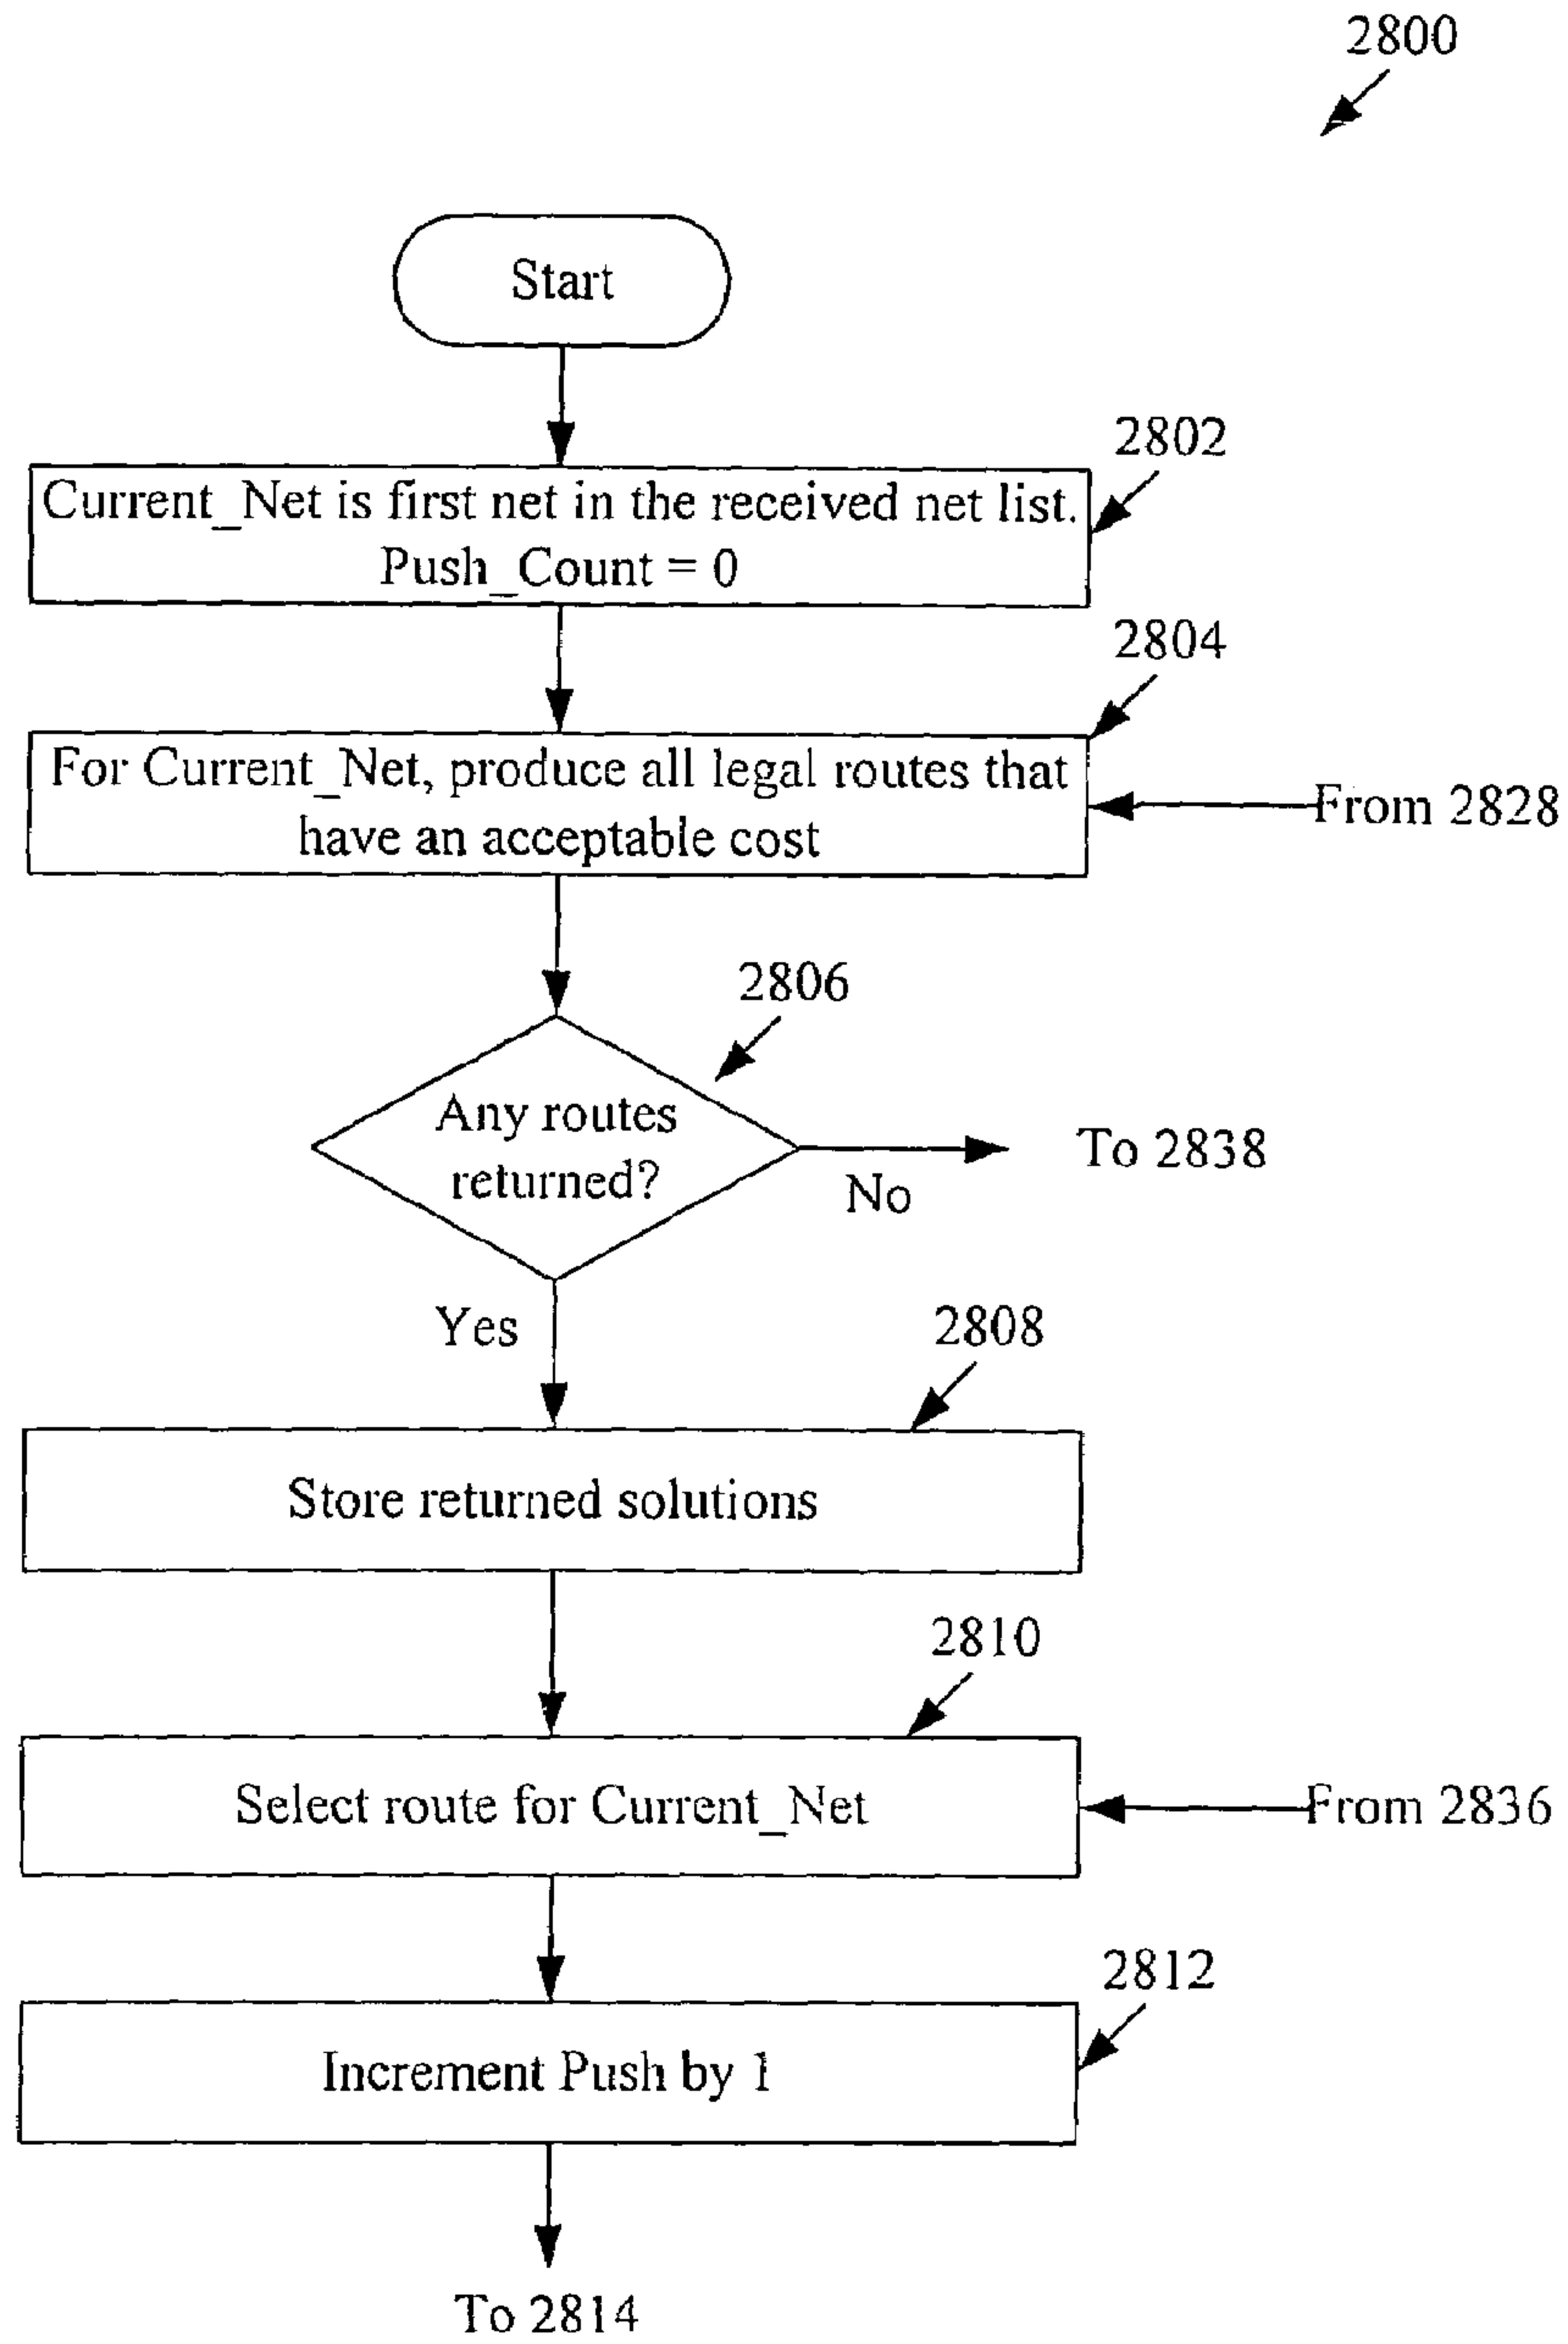 2800
Start
2802
Current_Net is first net in the received net list.
Push_Count = 0
2804
For Current_Net, produce all legal routes that
have an acceptable cost
From 2828
2806
Any routes
returned?
To 2838
No
Yes
2808
Store returned solutions
2810
Select route for Current_Net
From 2836
2812
Increment Push by 1
To 2814